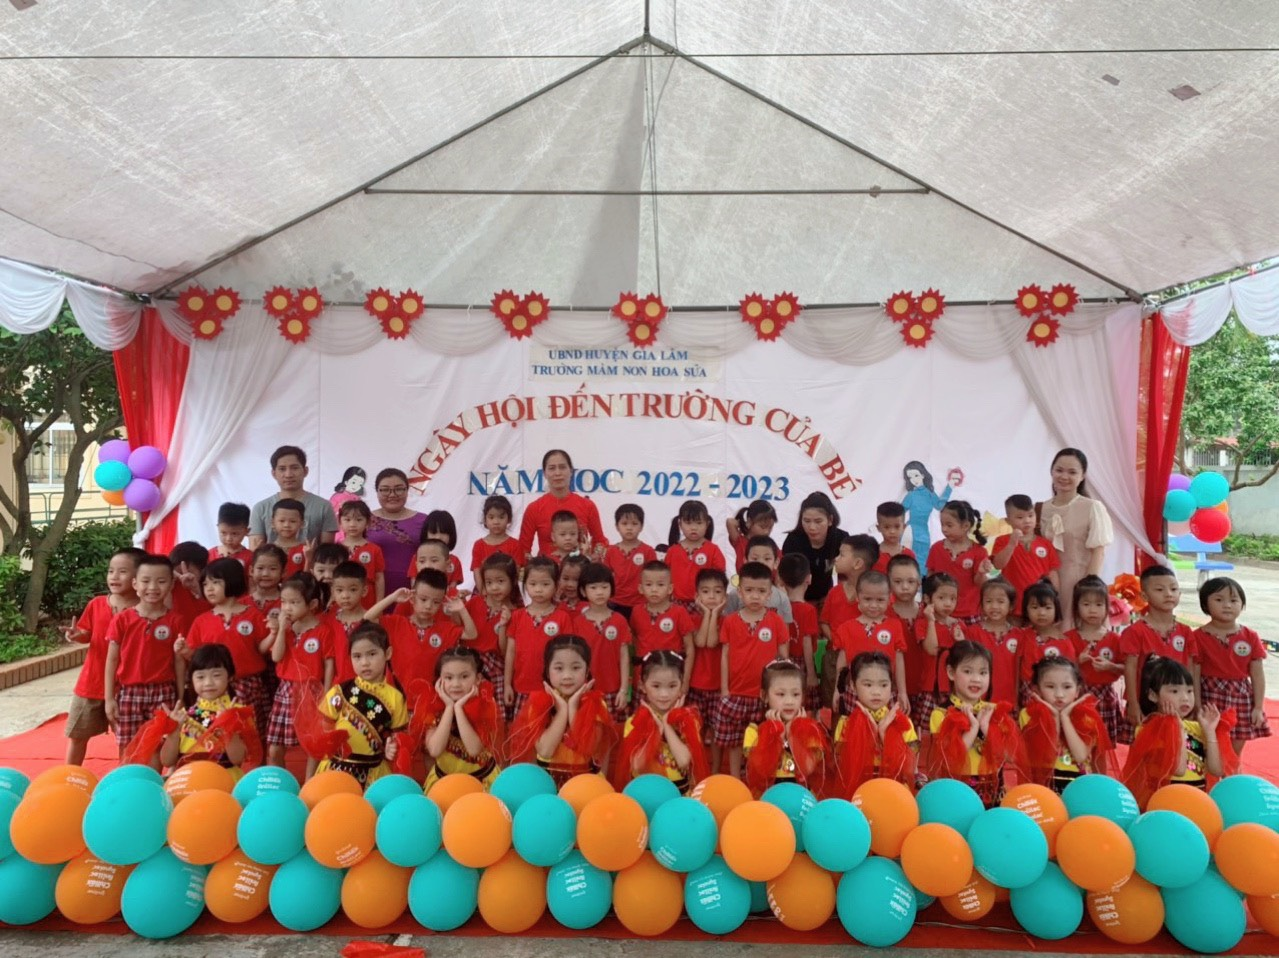 UBND HUYỆN GIA LÂM
TRƯỜNG MẦM NON HOA SỮA
NGÀY HỘI ĐẾN TRƯỜNG CỦA BÉ
NĂM HỌC 2022 - 2023